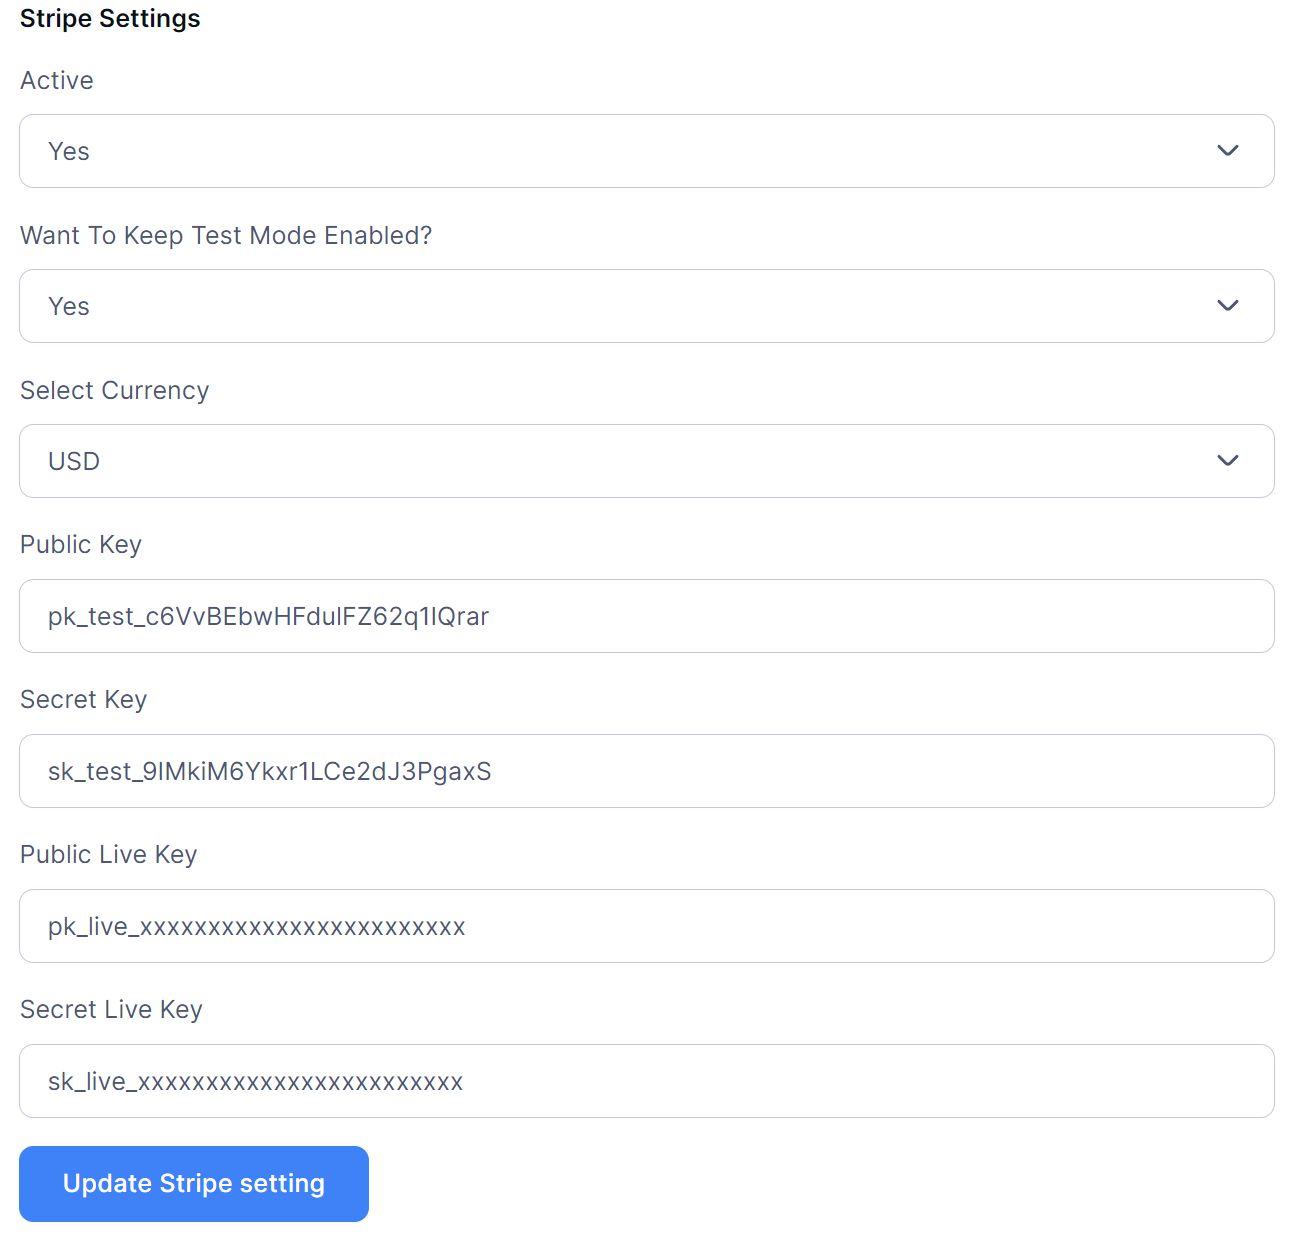 Stripe Settings
Active
Yes
Want To Keep Test Mode Enabled?
Yes
Select Currency
USD
Public Key
pk_test_c6VvBEbwHFdulFZ62q1IQrar
Secret Key
sk_test_9IMkiM6Ykxr1LCe2dJ3PgaxS
Public Live Key
pk_live_xxxxxxxxxxxxxxxxxxxxxxxx
Secret Live Key
sk_live_xxxxxxxxxxxxxxxxxxxxxxxx
Update Stripe setting